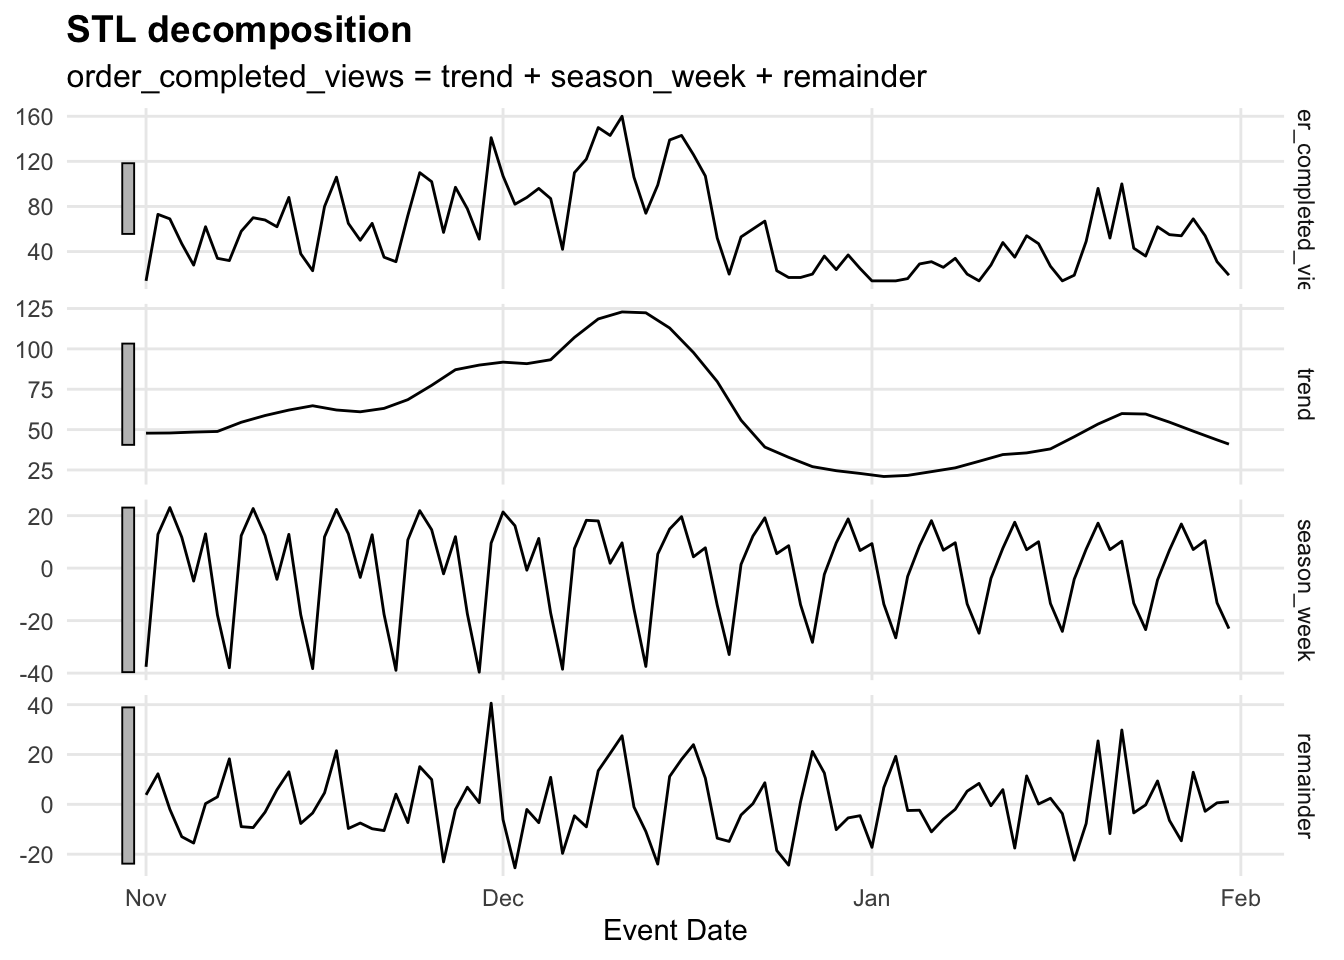 STL decomposition
order_completed_views = trend + season_week + remainder
160
120
80
40
er_completed_vie
125
100
75
50
25
trend
20
0
-20
-40
season_week
40
20
0
-20
remainder
Nov Dec Jan Feb
Event Date